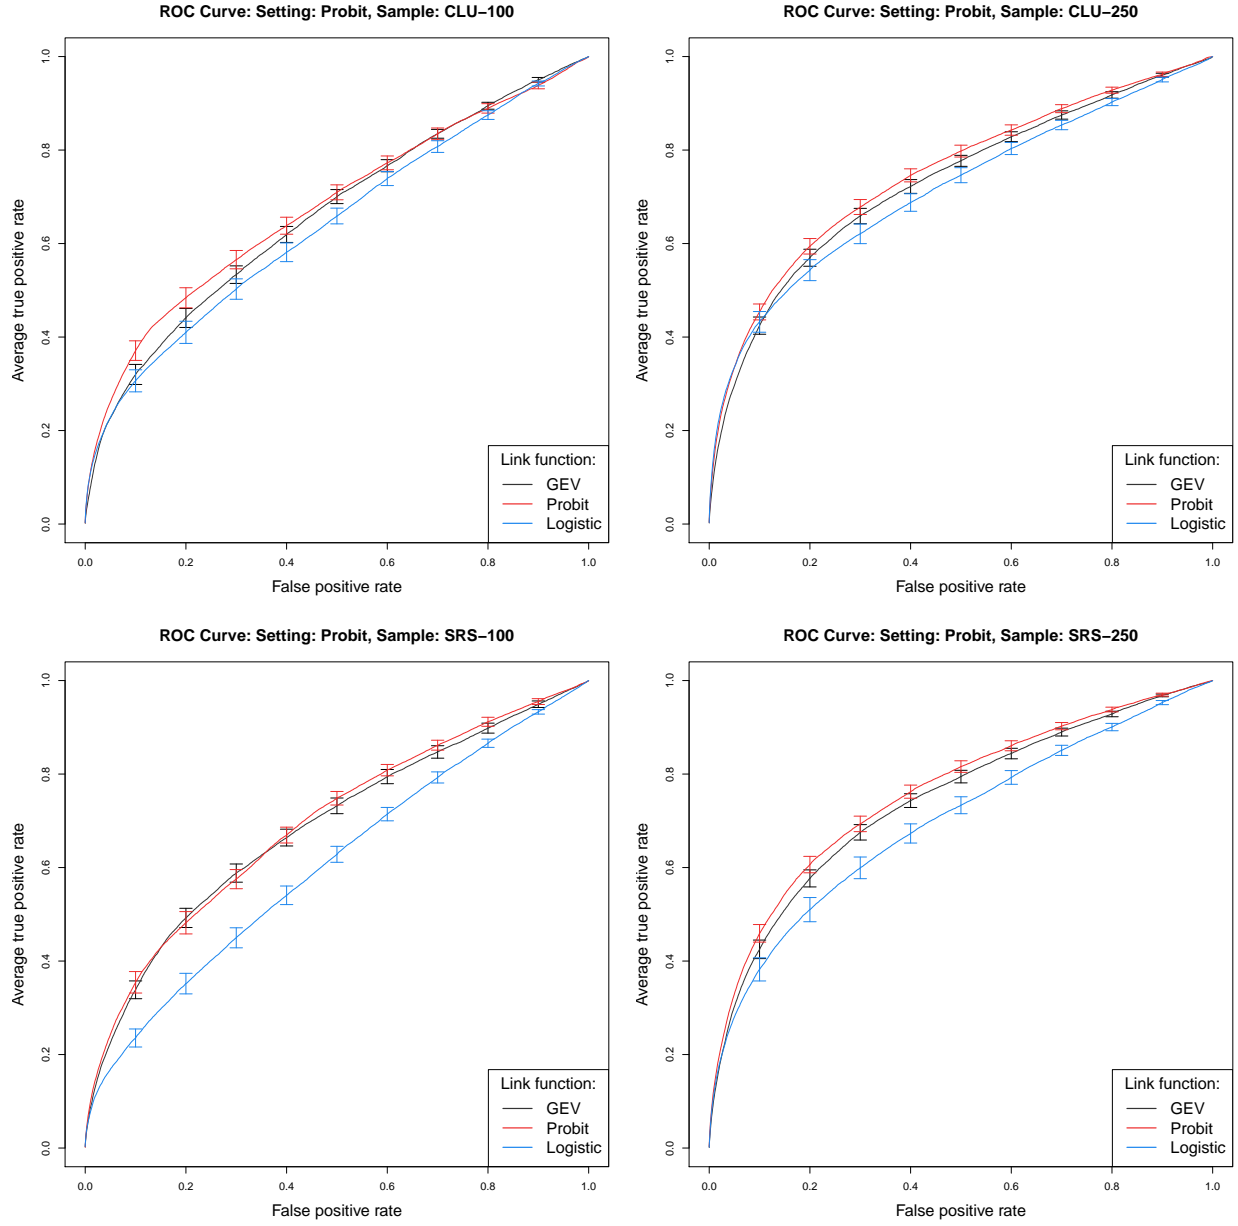 ROC Curve: Setting: Probit, Sample: CLU−100
Average true positive rate
1.0
0.8
0.6
0.4
0.2
0.0
Link function:
GEV
Probit
Logistic
0.0 0.2 0.4 0.6 0.8 1.0
False positive rate
ROC Curve: Setting: Probit, Sample: CLU−250
Average true positive rate
1.0
0.8
0.6
0.4
0.2
0.0
Link function:
GEV
Probit
Logistic
0.0 0.2 0.4 0.6 0.8 1.0
False positive rate
ROC Curve: Setting: Probit, Sample: SRS−100
Average true positive rate
1.0
0.8
0.6
0.4
0.2
0.0
Link function:
GEV
Probit
Logistic
0.0 0.2 0.4 0.6 0.8 1.0
False positive rate
ROC Curve: Setting: Probit, Sample: SRS−250
Average true positive rate
1.0
0.8
0.6
0.4
0.2
0.0
Link function:
GEV
Probit
Logistic
0.0 0.2 0.4 0.6 0.8 1.0
False positive rate